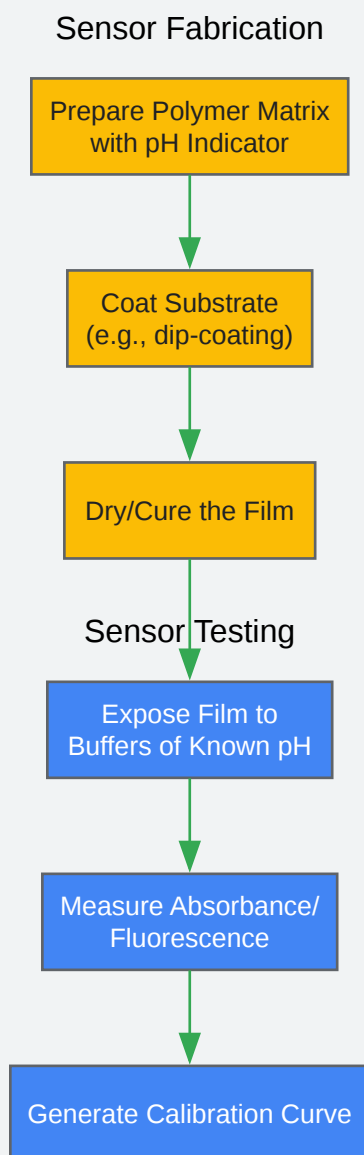 Sensor Fabrication
Prepare Polymer Matrix
with pH Indicator
Coat Substrate
(e.g., dip-coating)
Dry/Cure the Film
Sensor Testing
Expose Film to
Buffers of Known pH
Measure Absorbance/
Fluorescence
Generate Calibration Curve